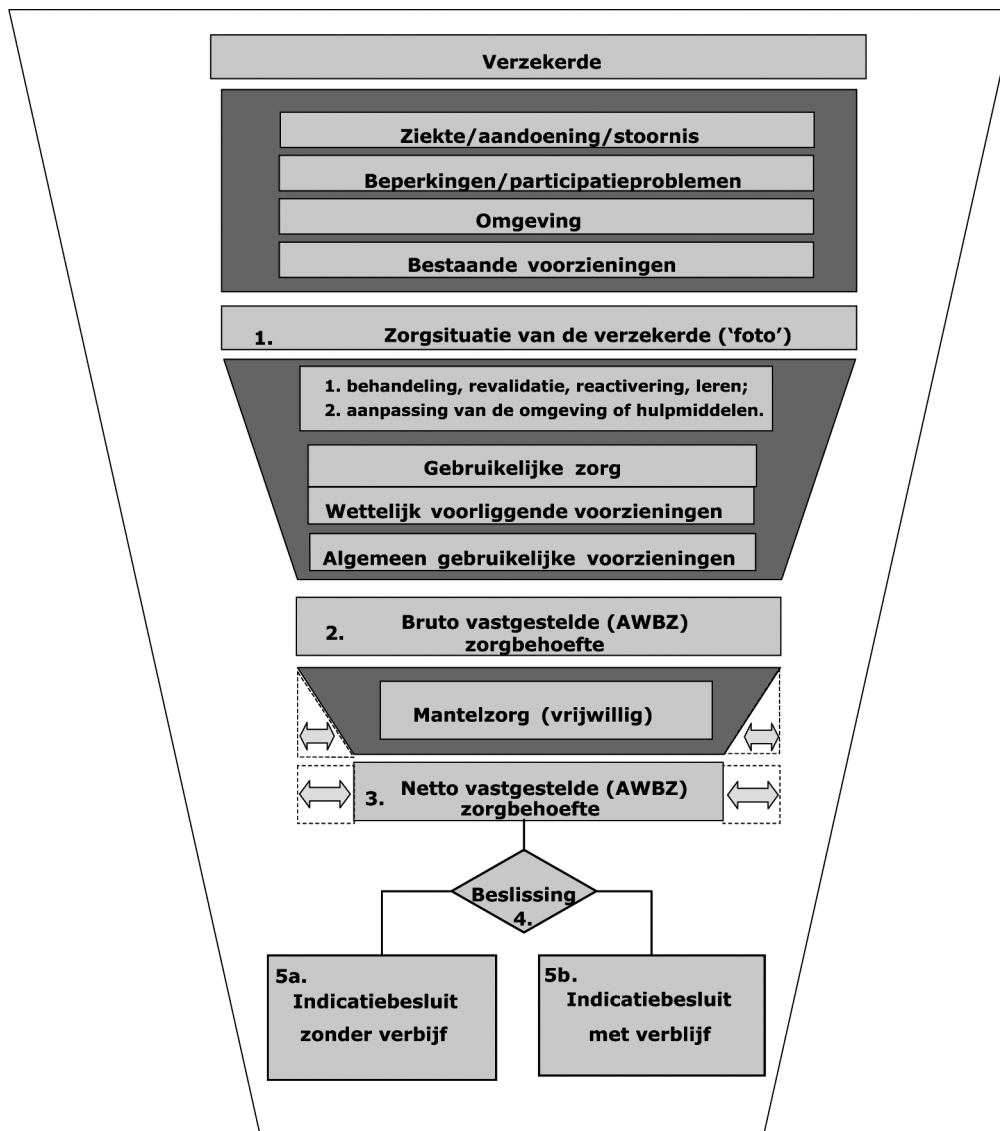 Verzekerde
Ziekte/aandoening/stoornis
Beperkingen/participatieproblemen
Omgeving
Bestaande voorzieningen
1. Zorgsituatie van de verzekerde (‘foto’)
1. behandeling, revalidatie, reactivering, leren;
2. aanpassing van de omgeving of hulpmiddelen.
Gebruikelijke zorg
Wettelijk voorliggende voorzieningen
Algemeen gebruikelijke voorzieningen
2. Bruto vastgestelde (AWBZ)
zorgbehoefte
Mantelzorg (vrijwillig)
3. Netto vastgestelde (AWBZ)
zorgbehoefte
Beslissing
4.
5a.
Indicatiebesluit
zonder verbijf
5b.
Indicatiebesluit
met verblijf